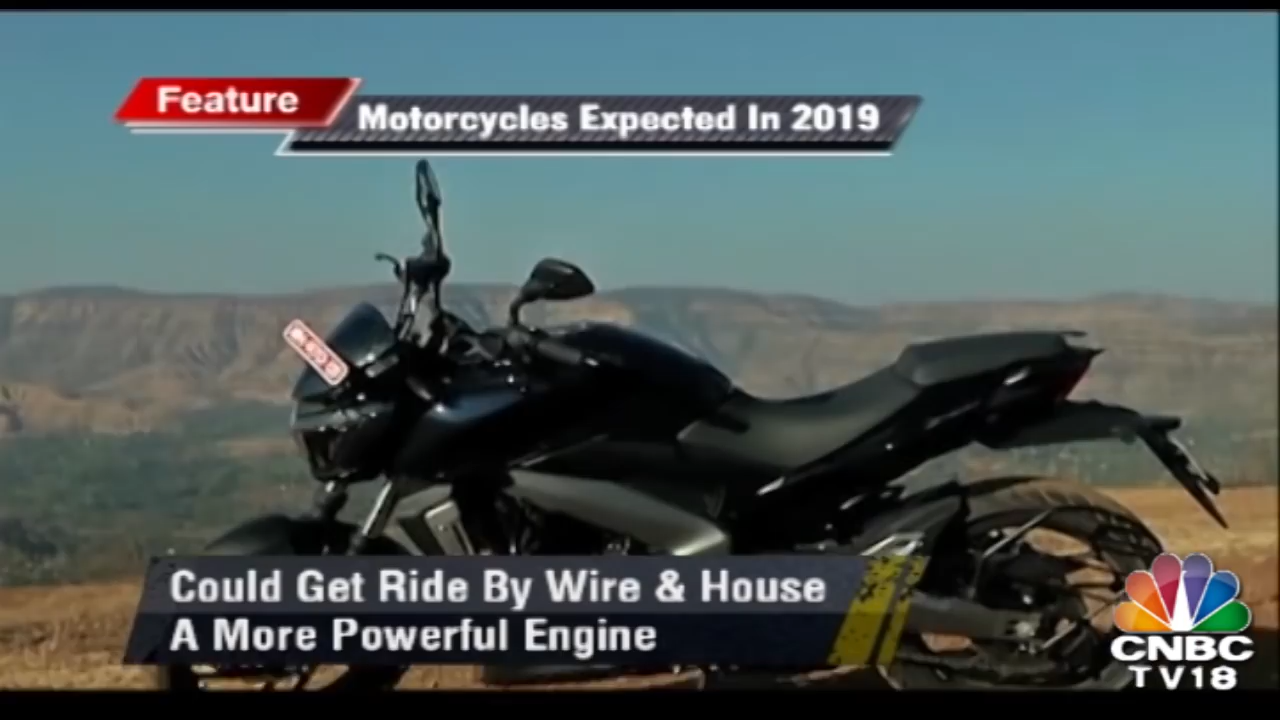 Feature
Motorcycles Expected In 2019
Could Get Ride By Wire & House
A More Powerful Engine
CNBC
TV18